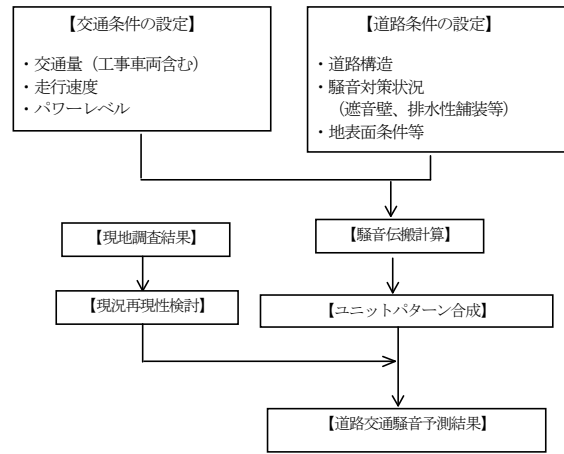 【交通条件の設定】
・交通量（工事車両含む）
・走行速度
・パワーレベル
【道路条件の設定】
・道路構造
・騒音対策状況
（遮音壁、排水性舗装等）
・地表面条件等
【現地調査結果】
【騒音伝搬計算】
【現況再現性検討】
【ユニットパターン合成】
【道路交通騒音予測結果】